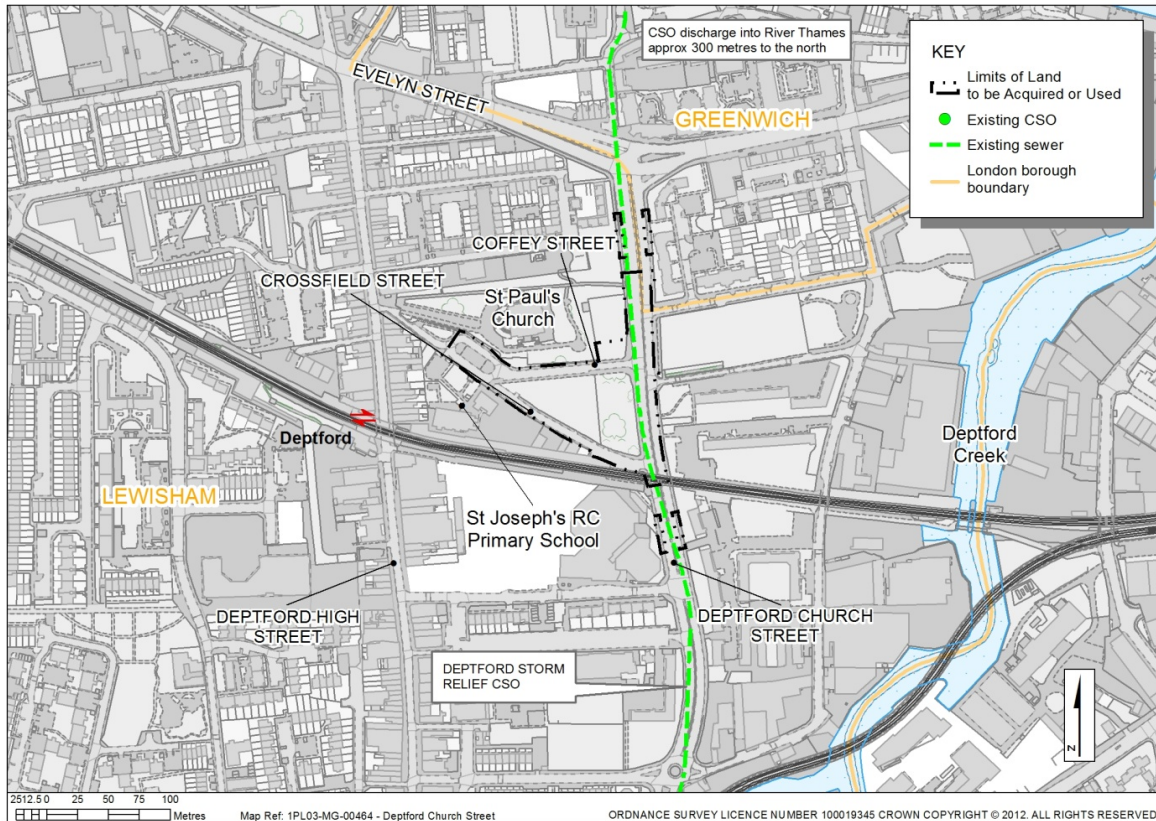 CSO discharge into River Thames
approx 300 metres to the north
KEY
Limits of Land
to be Acquired or Used
Existing CSO
Existing sewer
London borough
boundary
EVELYN STREET
GREENWICH
COFFEY STREET
CROSSFIELD STREET
St Paul's
Church
Deptford
Deptford
Creek
LEWISHAM
St Joseph's RC
Primary School
DEPTFORD HIGH
STREET
DEPTFORD CHURCH
STREET
DEPTFORD STORM
RELIEF CSO
N
2512.5 0 25 50 75 100
Metres
Map Ref: 1PL03-MG-00464 - Deptford Church Street
ORDNANCE SURVEY LICENCE NUMBER 100019345 CROWN COPYRIGHT © 2012. ALL RIGHTS RESERVED